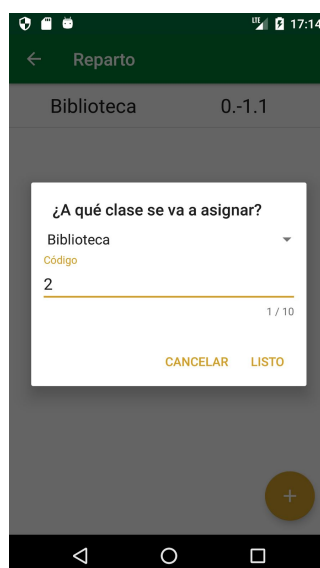 LTE 17:14
Reparto
Biblioteca 0.-1.1
¿A qué clase se va a asignar?
Biblioteca
Código
2
1 / 10
CANCELAR LISTO